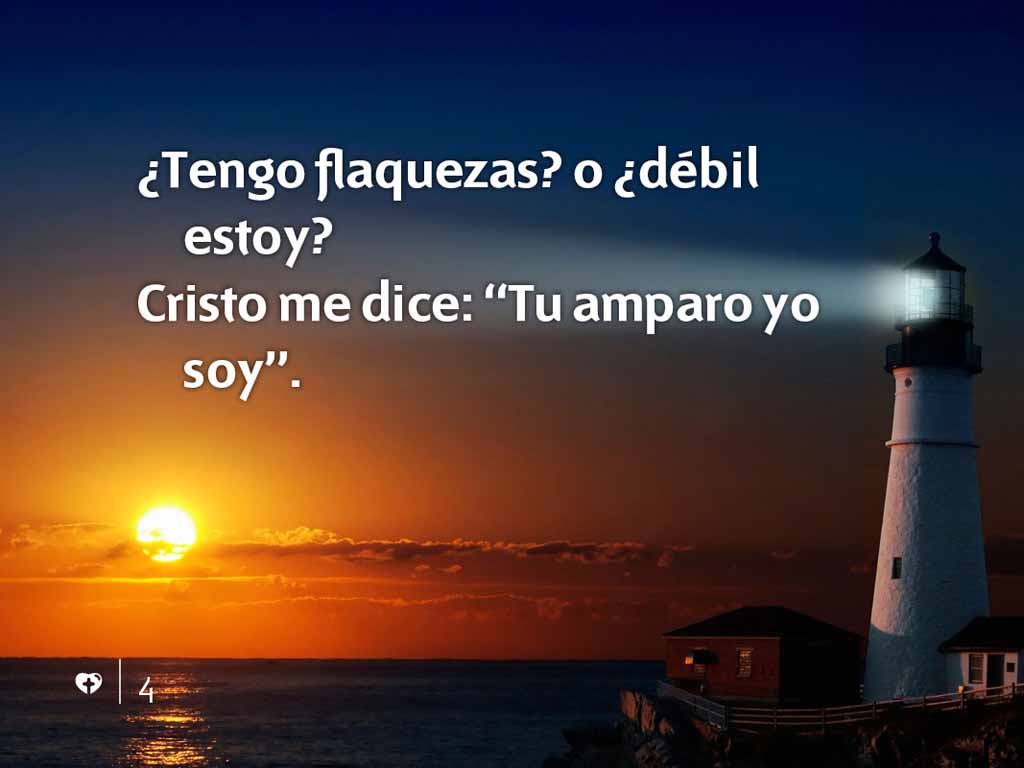 ¿Tengo flaquezas? o ¿débil
estoy?
Cristo me dice: “Tu amparo yo
soy”.
4